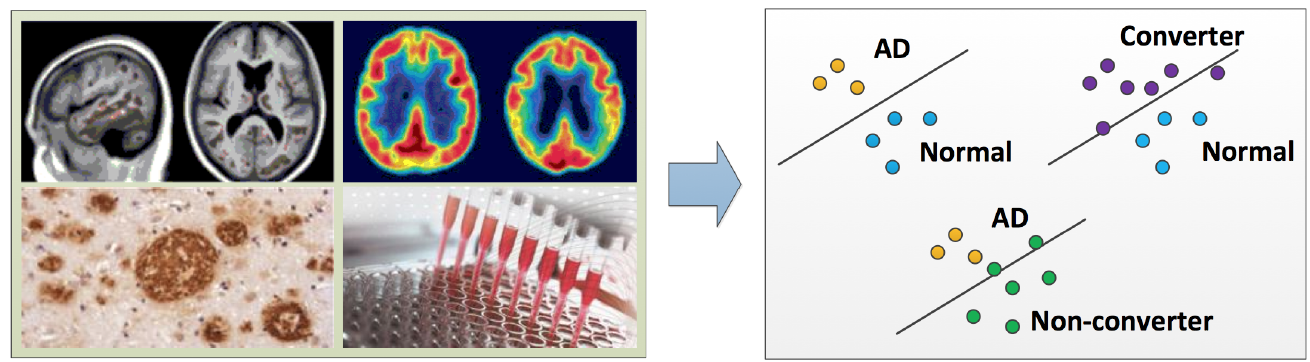 AD
Normal
Converter
Normal
AD
Non-converter